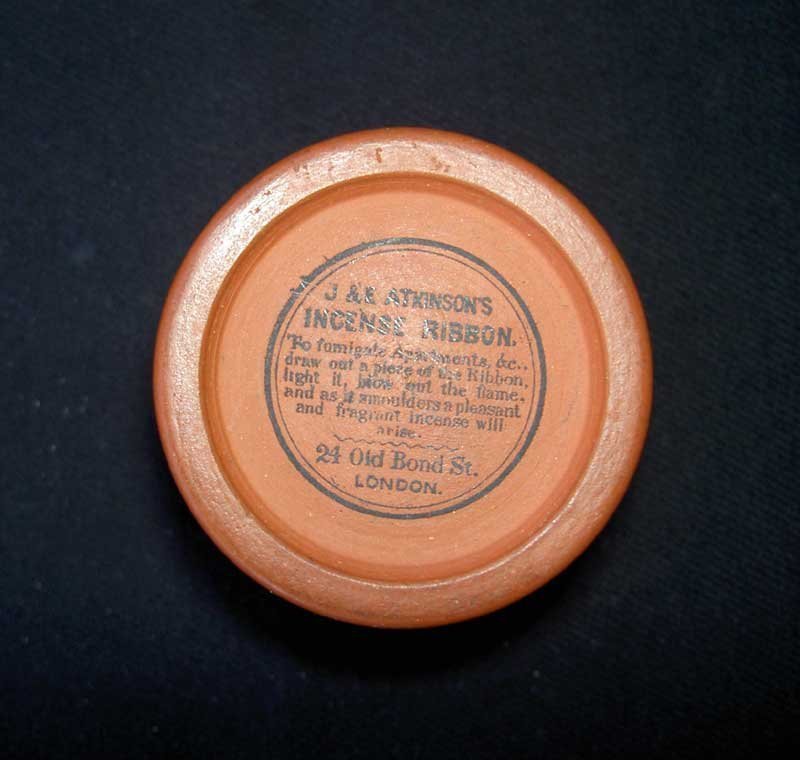 J & E ATKINSON'S
INCENSE RIBBON.
To fumigate Apartments, &c.,
draw out a piece of the Ribbon,
light it, blow out the flame,
and as it smoulders a pleasant
and fragrant incense will
arise.
24 Old Bond St.
LONDON.